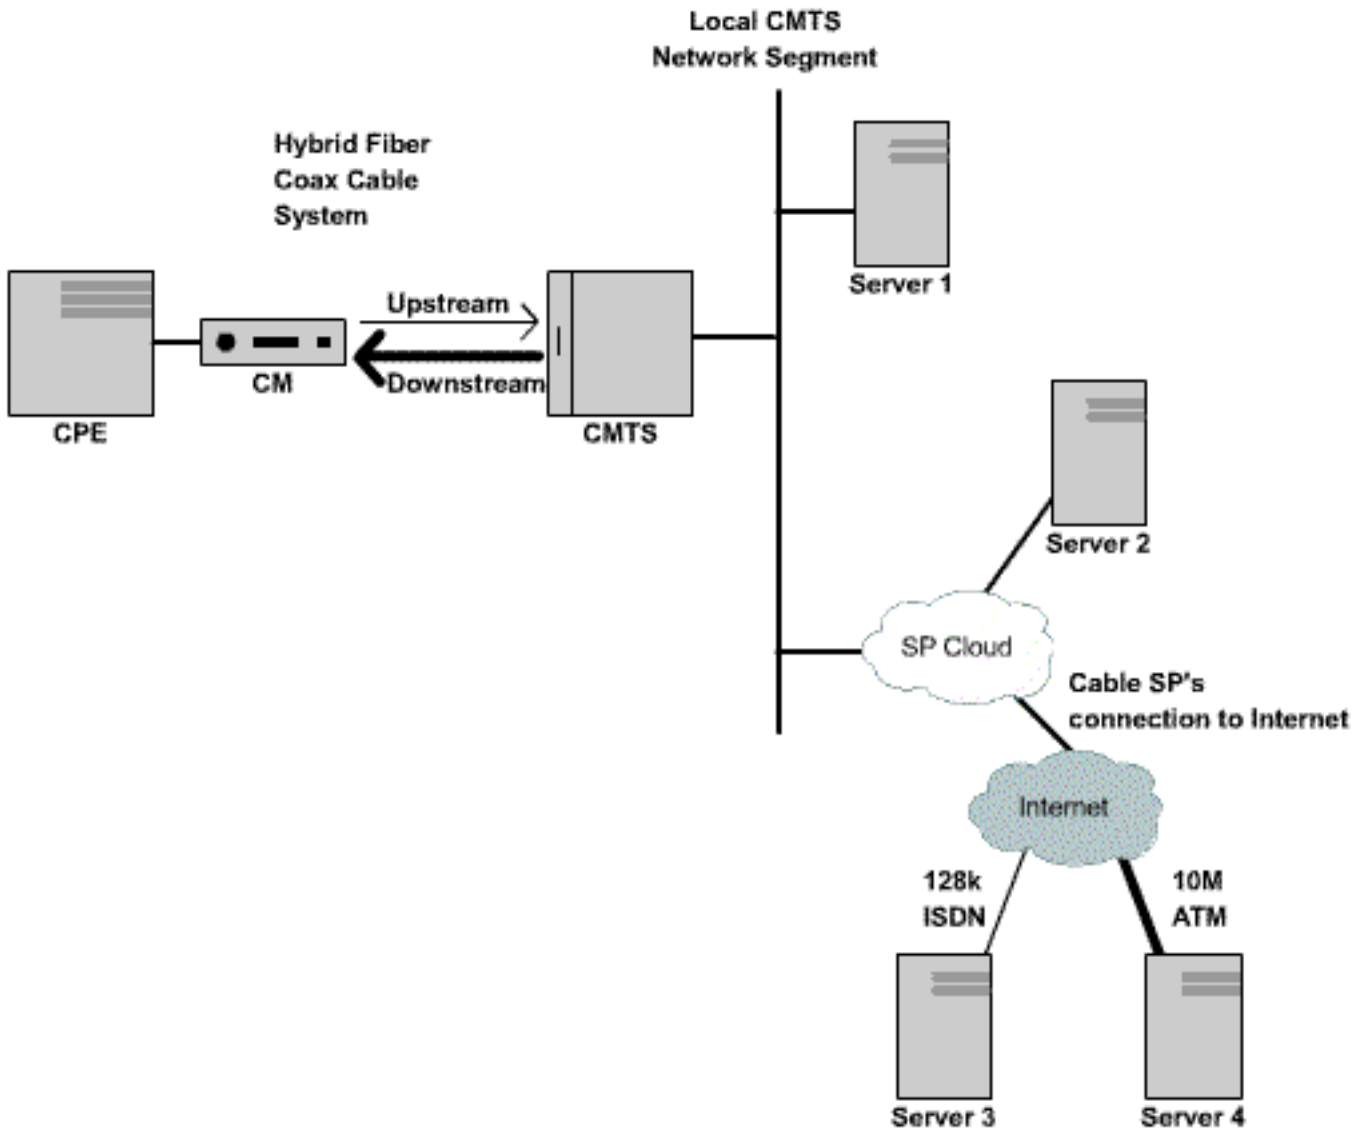 Local CMTS
Network Segment
Hybrid Fiber
Coax Cable
System
Server 1
Upstream
Downstream
CM
CPE
CMTS
Server 2
SP Cloud
Cable SP's
connection to Internet
Internet
128k
ISDN
10M
ATM
Server 3
Server 4